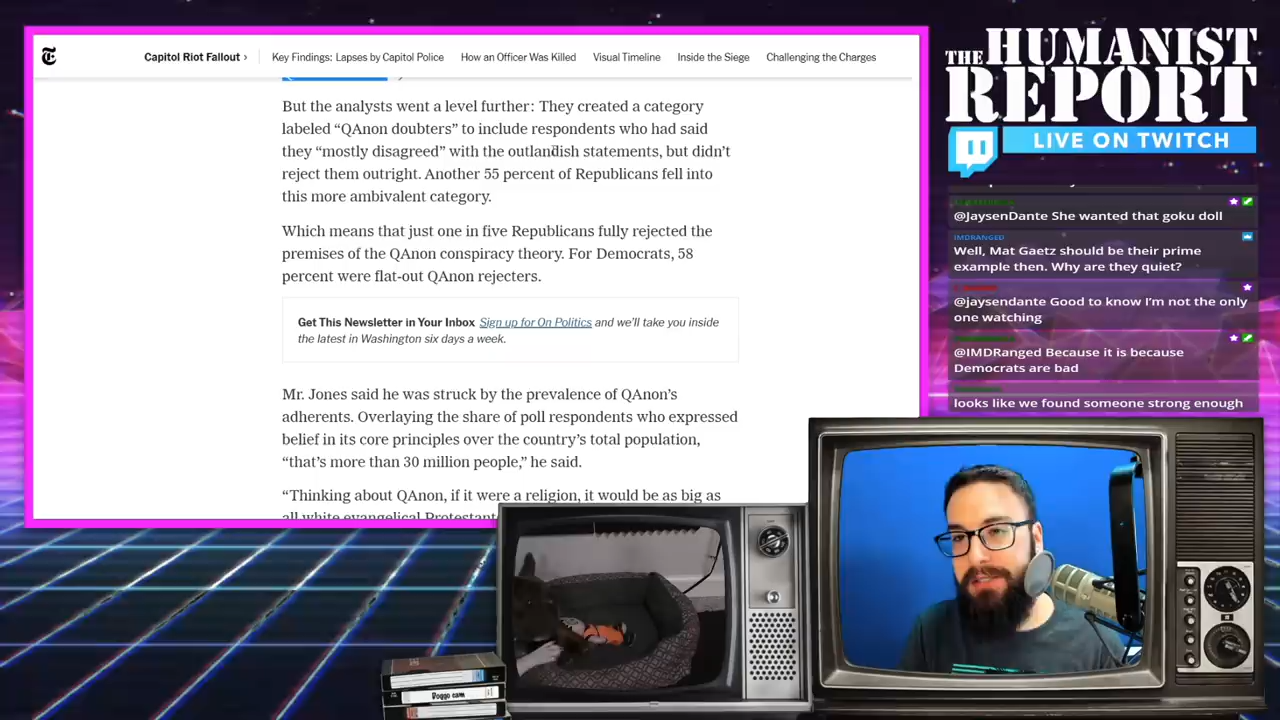 Capitol Riot Fallout ›
Key Findings: Lapses by Capitol Police
How an Officer Was Killed
Visual Timeline
Inside the Siege
Challenging the Charges
But the analysts went a level further: They created a category
labeled “QAnon doubters” to include respondents who had said
they “mostly disagreed” with the outlandish statements, but didn’t
reject them outright. Another 55 percent of Republicans fell into
this more ambivalent category.
Which means that just one in five Republicans fully rejected the
premises of the QAnon conspiracy theory. For Democrats, 58
percent were flat-out QAnon rejecters.
Get This Newsletter in Your Inbox Sign up for On Politics and we’ll take you inside
the latest in Washington six days a week.
Mr. Jones said he was struck by the prevalence of QAnon’s
adherents. Overlaying the share of poll respondents who expressed
belief in its core principles over the country’s total population,
“that’s more than 30 million people,” he said.
“Thinking about QAnon, if it were a religion, it would be as big as
all white evangelical Protestant
THE HUMANIST
REPORT
LIVE ON TWITCH
@JaysenDante She wanted that goku doll
IMDRANGED
Well, Mat Gaetz should be their prime
example then. Why are they quiet?
@jaysendante Good to know I’m not the only
one watching
@IMDRanged Because it is because
Democrats are bad
looks like we found someone strong enough
Doggo cam